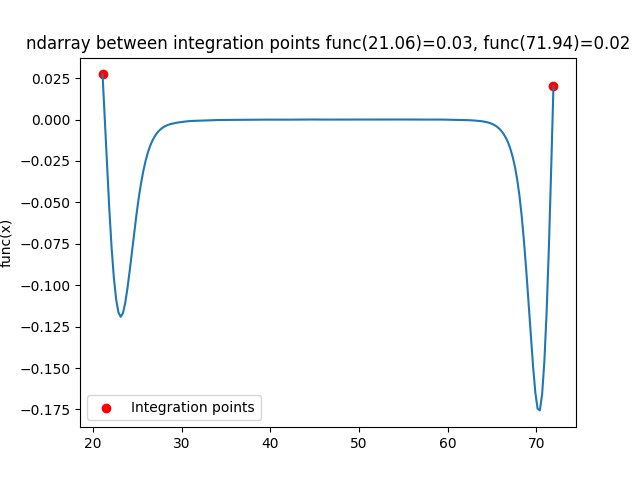 ndarray between integration points func(21.06)=0.03, func(71.94)=0.02
0.025
0.000
−0.025
−0.050
−0.075
−0.100
−0.125
−0.150
−0.175
func(x)
Integration points
20 30 40 50 60 70